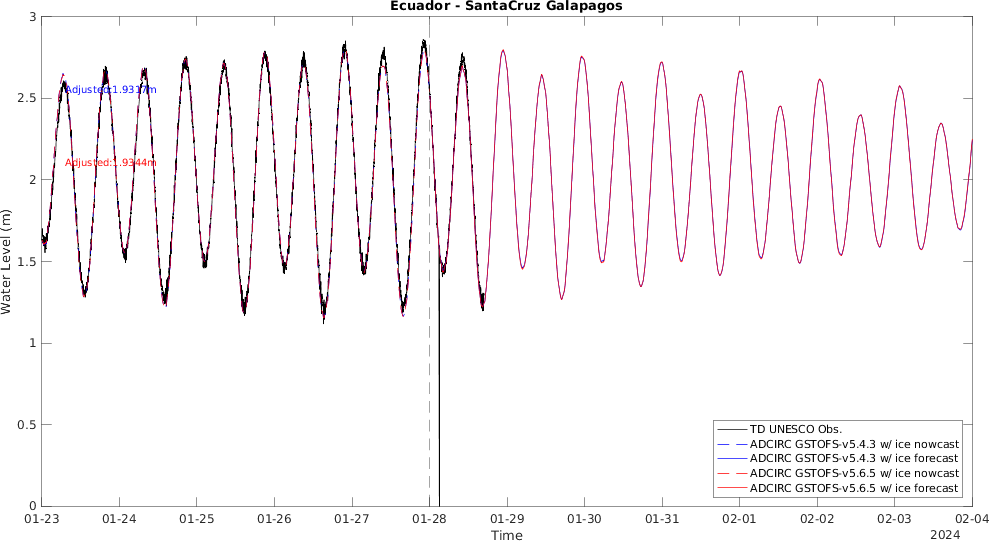 Ecuador - SantaCruz Galapagos
3
2.5
2
1.5
1
0.5
0
Water Level (m)
Adjusted:1.9317m
Adjusted:1.9344m
TD UNESCO Obs.
ADCIRC GSTOFS-v5.4.3 w/ ice nowcast
ADCIRC GSTOFS-v5.4.3 w/ ice forecast
ADCIRC GSTOFS-v5.6.5 w/ ice nowcast
ADCIRC GSTOFS-v5.6.5 w/ ice forecast
01-23 01-24 01-25 01-26 01-27 01-28 01-29 01-30 01-31 02-01 02-02 02-03 02-04
Time
2024